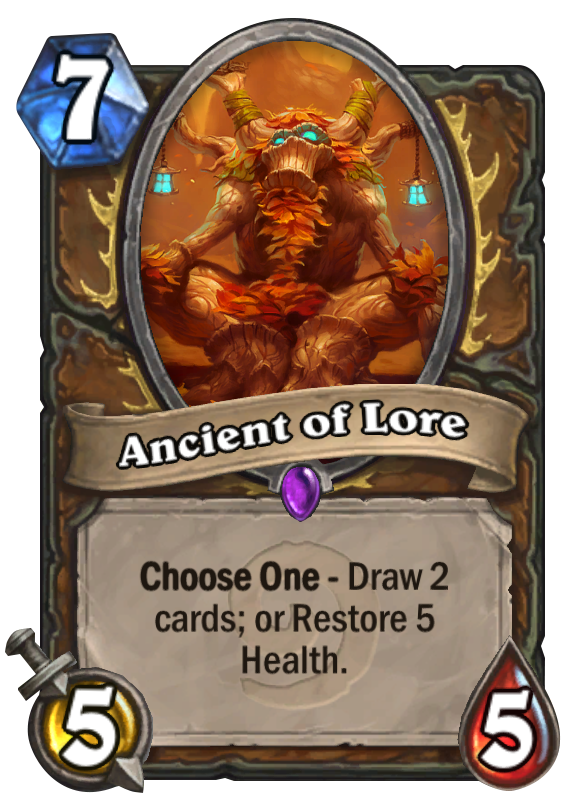 7
Ancient of Lore
Choose One - Draw 2
cards; or Restore 5
Health.
5
5